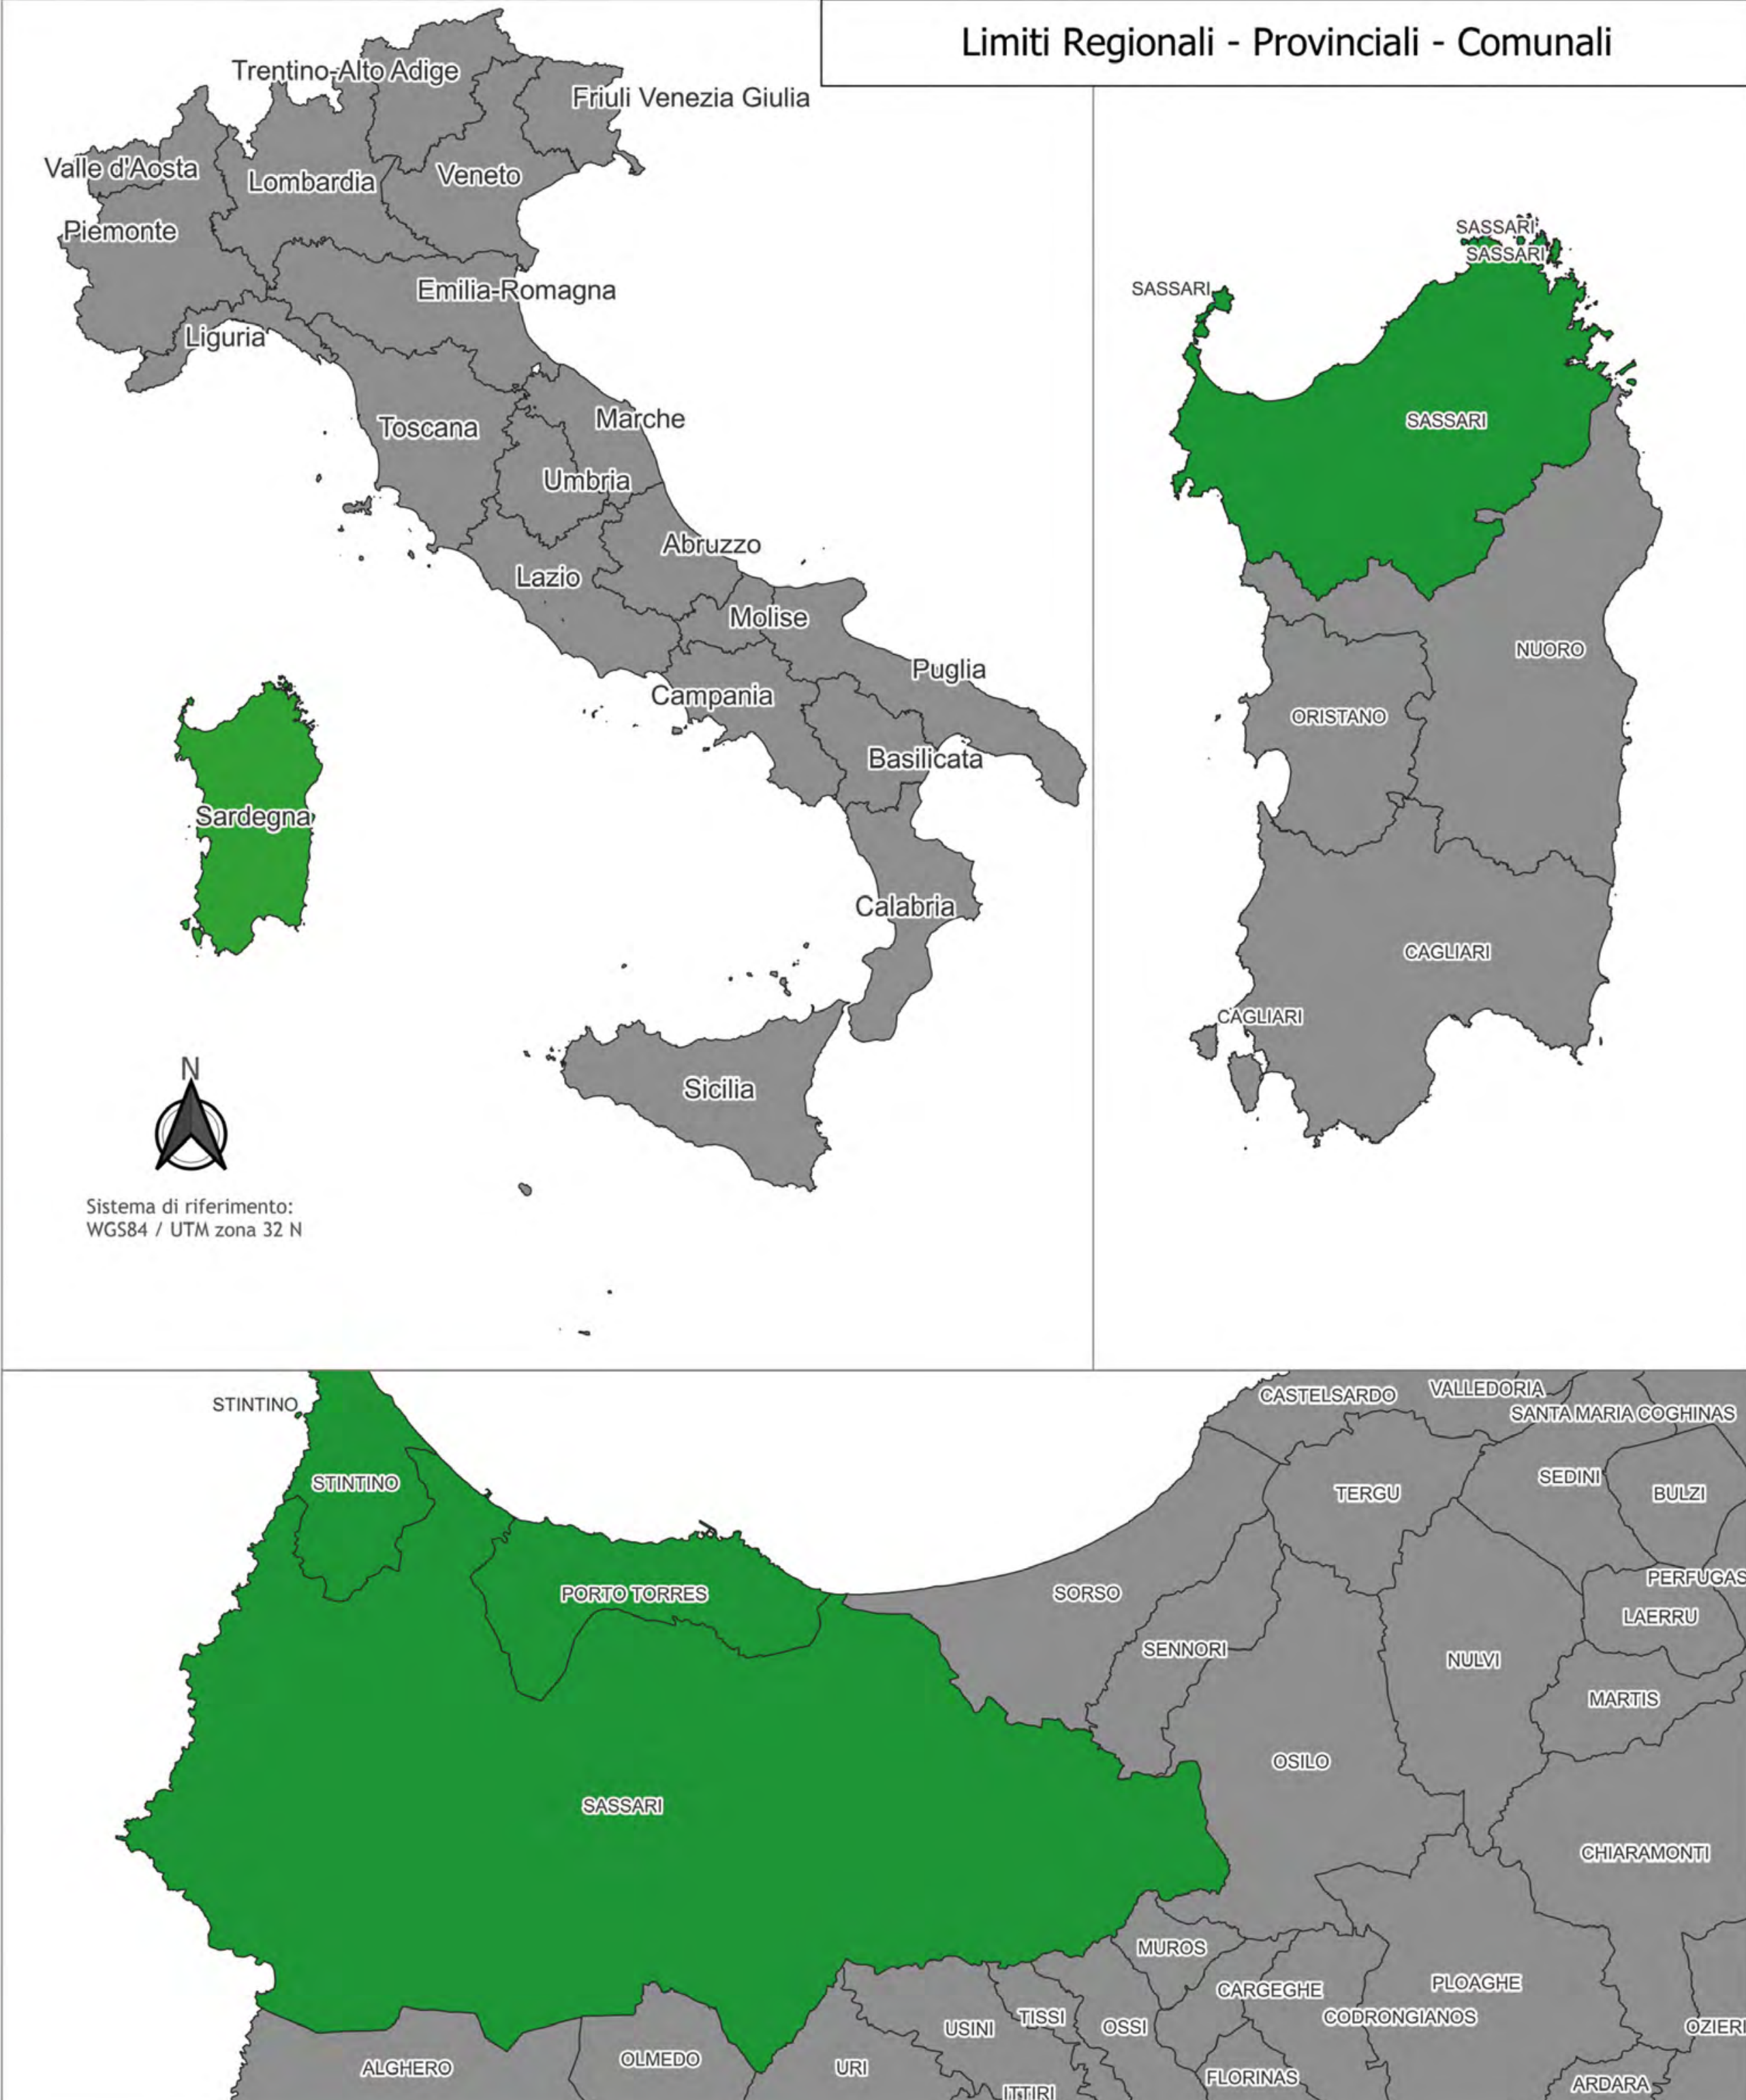 Limiti Regionali - Provinciali - Comunali
Trentino-Alto Adige
Friuli Venezia Giulia
Valle d'Aosta
Lombardia
Veneto
Piemonte
Emilia-Romagna
Liguria
Toscana
Marche
Umbria
Abruzzo
Lazio
Molise
Puglia
Campania
Basilicata
Sardegna
Calabria
Sicilia
N
Sistema di riferimento:
WGS84 / UTM zona 32 N
SASSARI
SASSARI
SASSARI
SASSARI
NUORO
ORISTANO
CAGLIARI
CAGLIARI
STINTINO
CASTELSARDO
VALLEDORIA
SANTA MARIA COGHINAS
STINTINO
TERGU
SEDINI
BULZI
PORTO TORRES
SORSO
PERFUGAS
LAERRU
SENNORI
NULVI
MARTIS
OSILO
SASSARI
CHIARAMONTI
MUROS
CARGEGHE
PLOAGHE
CODRONGIANOS
TISSI
USINI
OSSI
OZIERI
ALGHERO
OLMEDO
URI
FLORINAS
ARDARA
ITTIRI